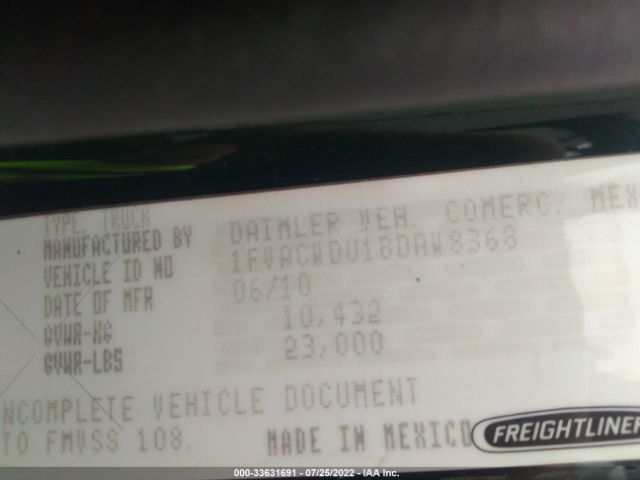 TYPE: TRUCK
MANUFACTURED BY DAIMLER VEH. COMERC. MEX
VEHICLE ID NO 1FVACWDU1BDAW8368
DATE OF MFR 06/10
GVWR-KG 10,432
GVWR-LBS 23,000
NCOMPLETE VEHICLE DOCUMENT
TO FMVSS 108. MADE IN MEXICO FREIGHTLINER
000-33631691 - 07/25/2022 - IAA Inc.